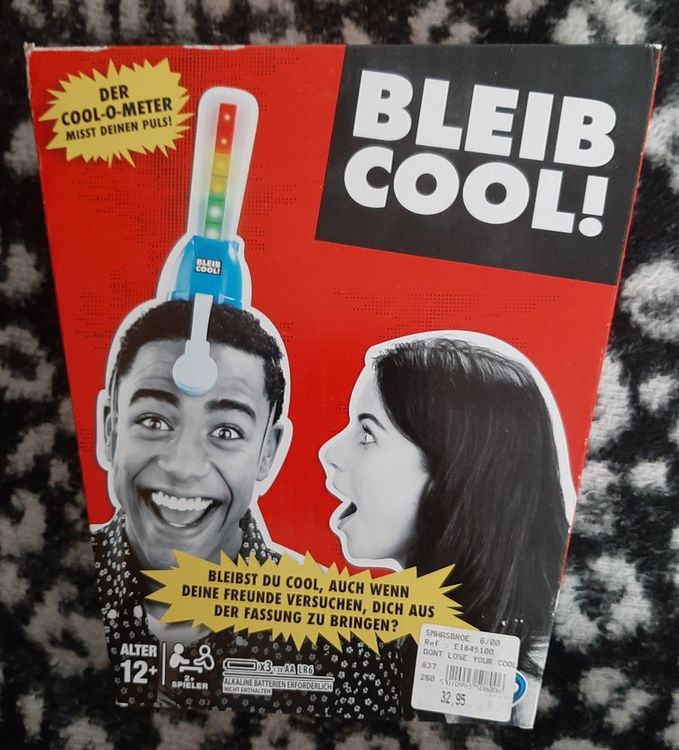 DER
COOL-O-METER
MISST DEINEN PULS!
BLEIB
COOL!
BLEIB
COOL!
BLEIBST DU COOL, AUCH WENN
DEINE FREUNDE VERSUCHEN, DICH AUS
DER FASSUNG ZU BRINGEN?
ALTER
12+
2+
SPIELER
X3 1,5V AA LR6
ALKALINE BATTERIEN ERFORDERLICH
NICHT ENTHALTEN
SMHASBROE 6/00
Ref : E1845100
DONT LOSE YOUR COOL
837
260
32,95